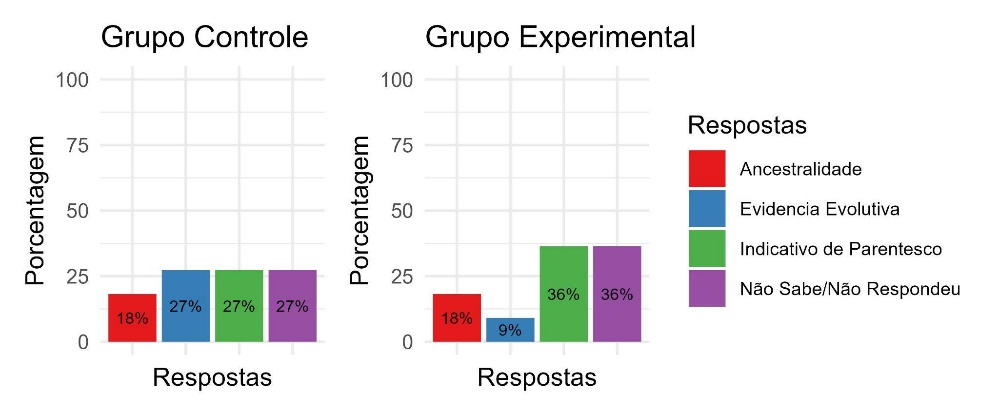 Grupo Controle
100
75
50
25
0
Porcentagem
18%
27%
27%
27%
Respostas
Grupo Experimental
100
75
50
25
0
Porcentagem
18%
9%
36%
36%
Respostas
Respostas
Ancestralidade
Evidencia Evolutiva
Indicativo de Parentesco
Não Sabe/Não Respondeu